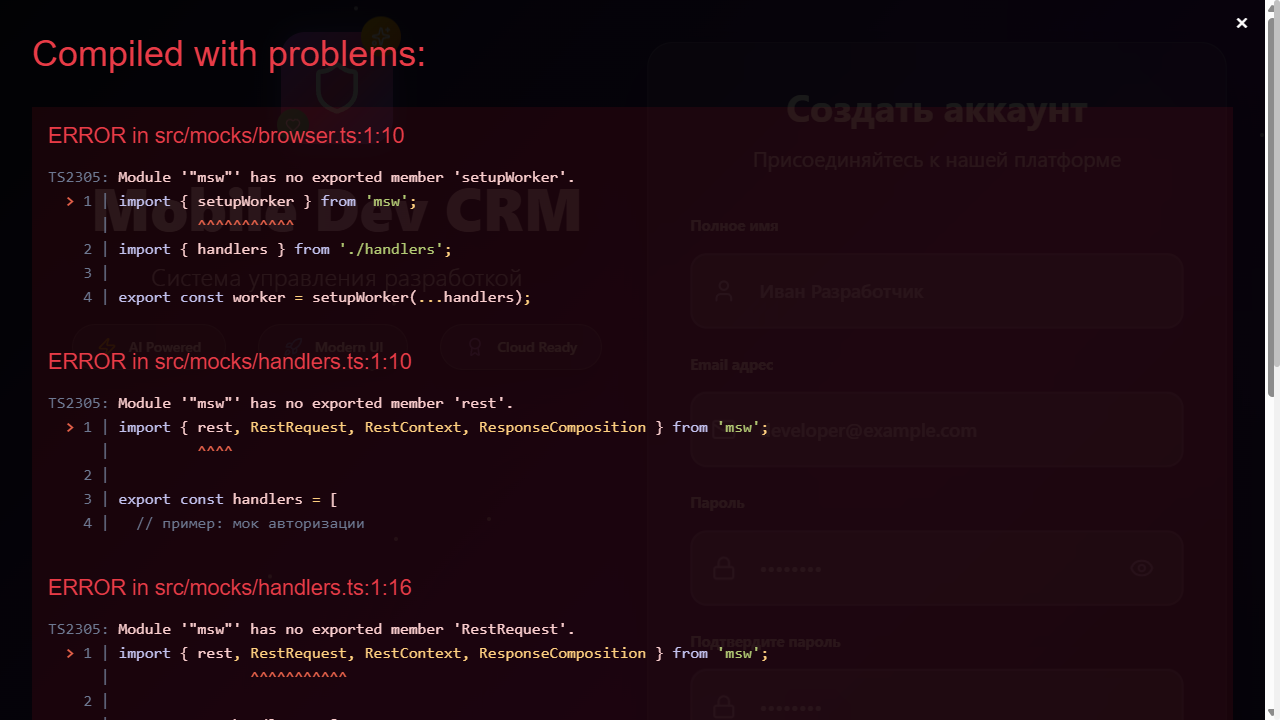 Compiled with problems:
×
ERROR in src/mocks/browser.ts:1:10
TS2305: Module '"msw"' has no exported member 'setupWorker'.
> 1 | import { setupWorker } from 'msw';
| ^^^^^^^^^^^
2 | import { handlers } from './handlers';
3 |
4 | export const worker = setupWorker(...handlers);
ERROR in src/mocks/handlers.ts:1:10
TS2305: Module '"msw"' has no exported member 'rest'.
> 1 | import { rest, RestRequest, RestContext, ResponseComposition } from 'msw';
| ^^^^
2 |
3 | export const handlers = [
4 | // пример: мок авторизации
ERROR in src/mocks/handlers.ts:1:16
TS2305: Module '"msw"' has no exported member 'RestRequest'.
> 1 | import { rest, RestRequest, RestContext, ResponseComposition } from 'msw';
| ^^^^^^^^^^^
2 |
Mobile Dev CRM
Система управления разработкой
AI Powered
Modern UI
Cloud Ready
Создать аккаунт
Присоединяйтесь к нашей платформе
Полное имя
Иван Разработчик
Email адрес
developer@example.com
Пароль
••••••••
Подтвердите пароль
••••••••